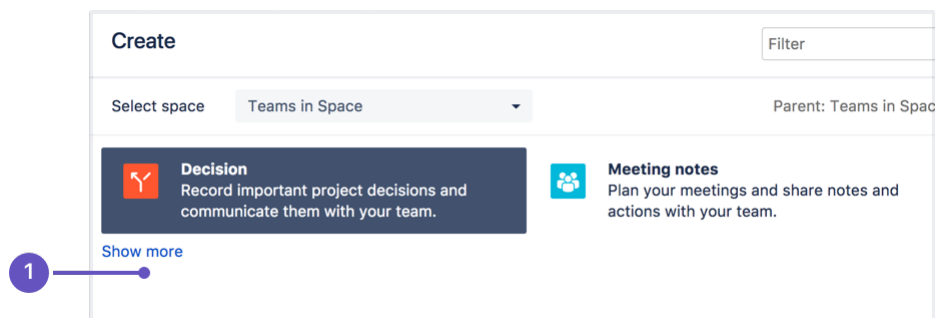 Create
Filter
Select space
Teams in Space
Parent: Teams in Spac
Decision
Record important project decisions and
communicate them with your team.
Meeting notes
Plan your meetings and share notes and
actions with your team.
Show more
1